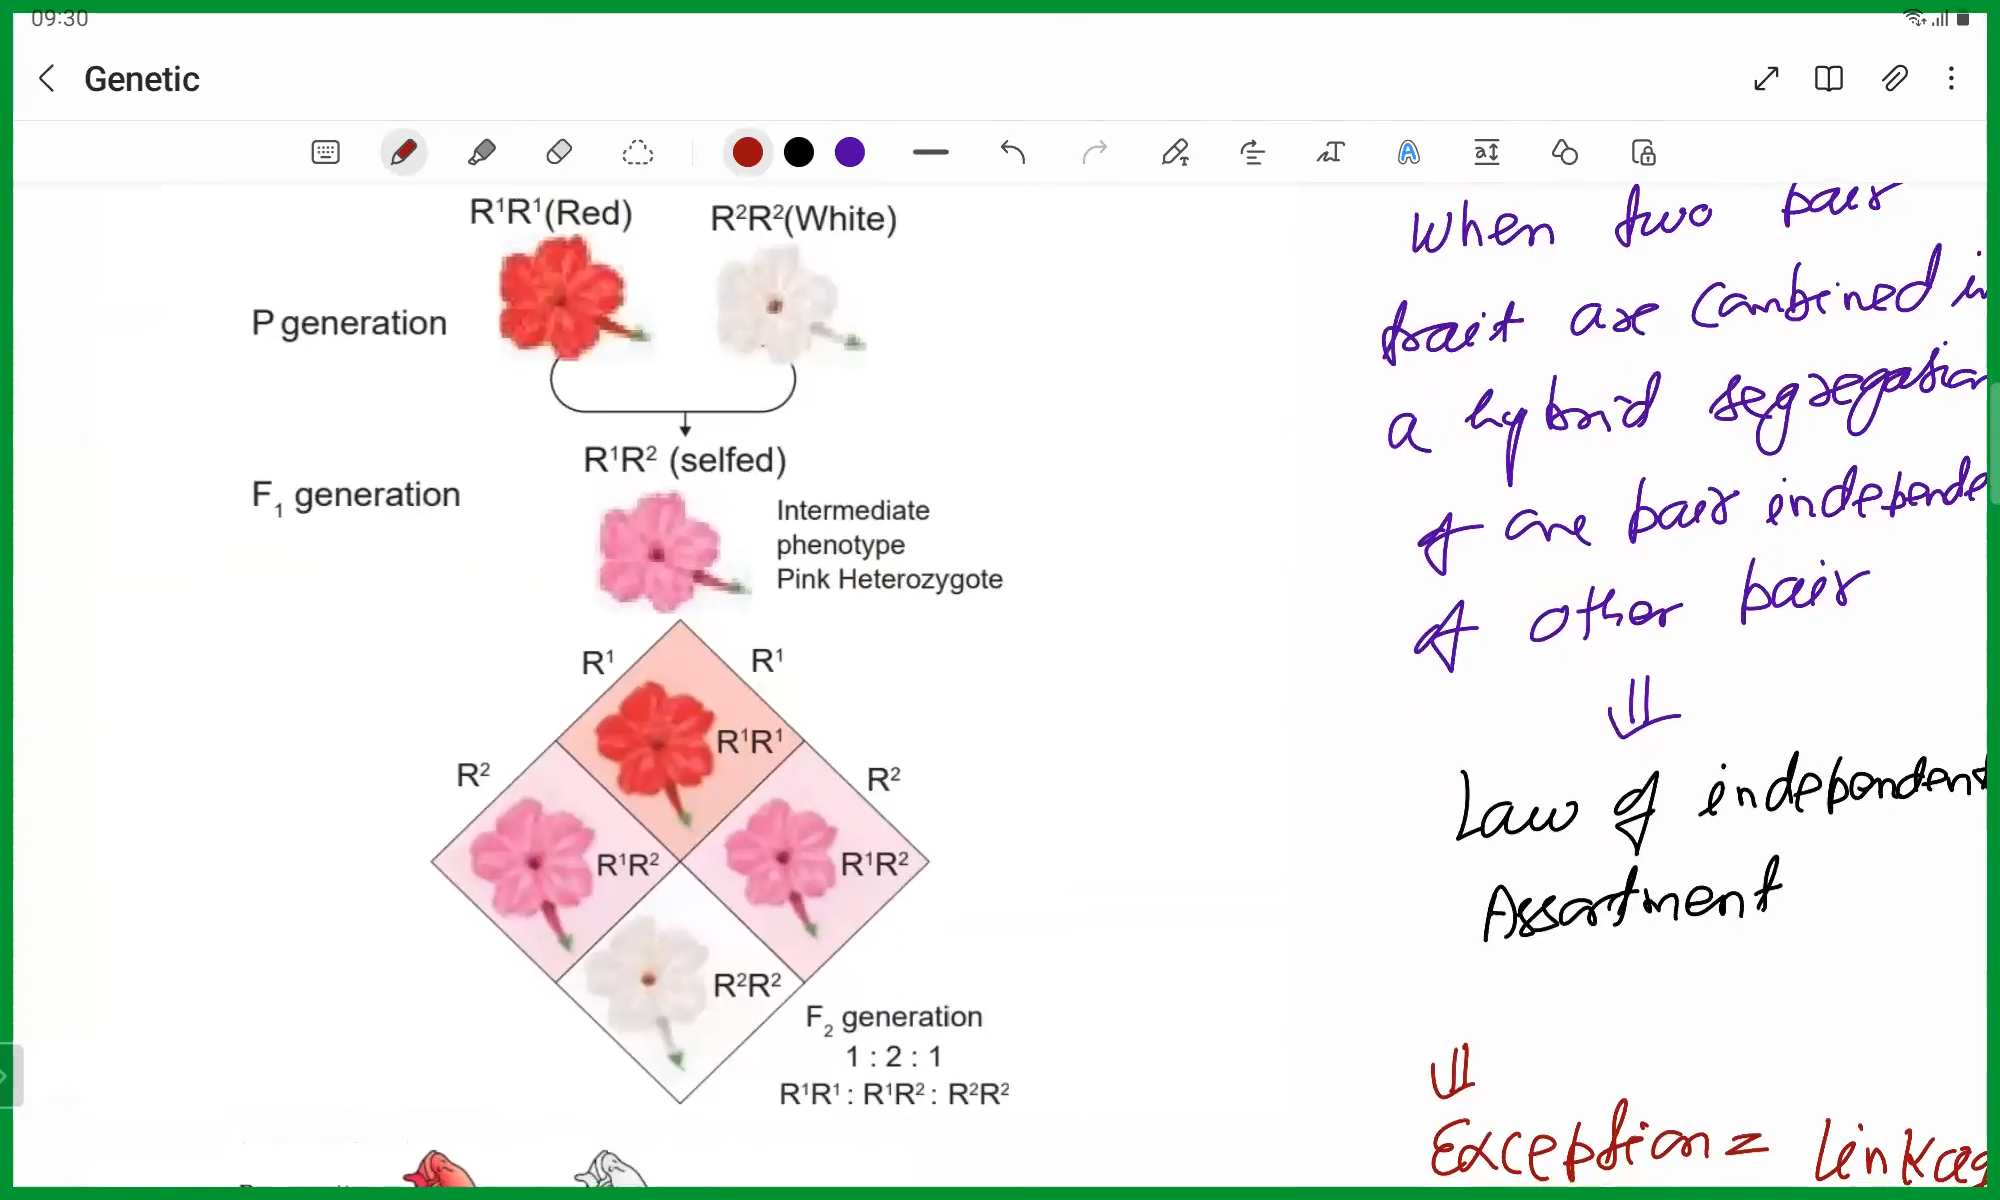 09:30
Genetic
R¹R¹(Red)
R²R²(White)
P generation
R¹R² (selfed)
F₁ generation
Intermediate
phenotype
Pink Heterozygote
R¹
R¹
R¹R¹
R²
R²
R¹R²
R¹R²
R²R²
F₂ generation
1 : 2 : 1
R¹R¹ : R¹R² : R²R²
When two pair
trait are combined in
a hybrid segregation
of one pair independe
of other pair
Law of independent
Assortment
Exception = Linkag